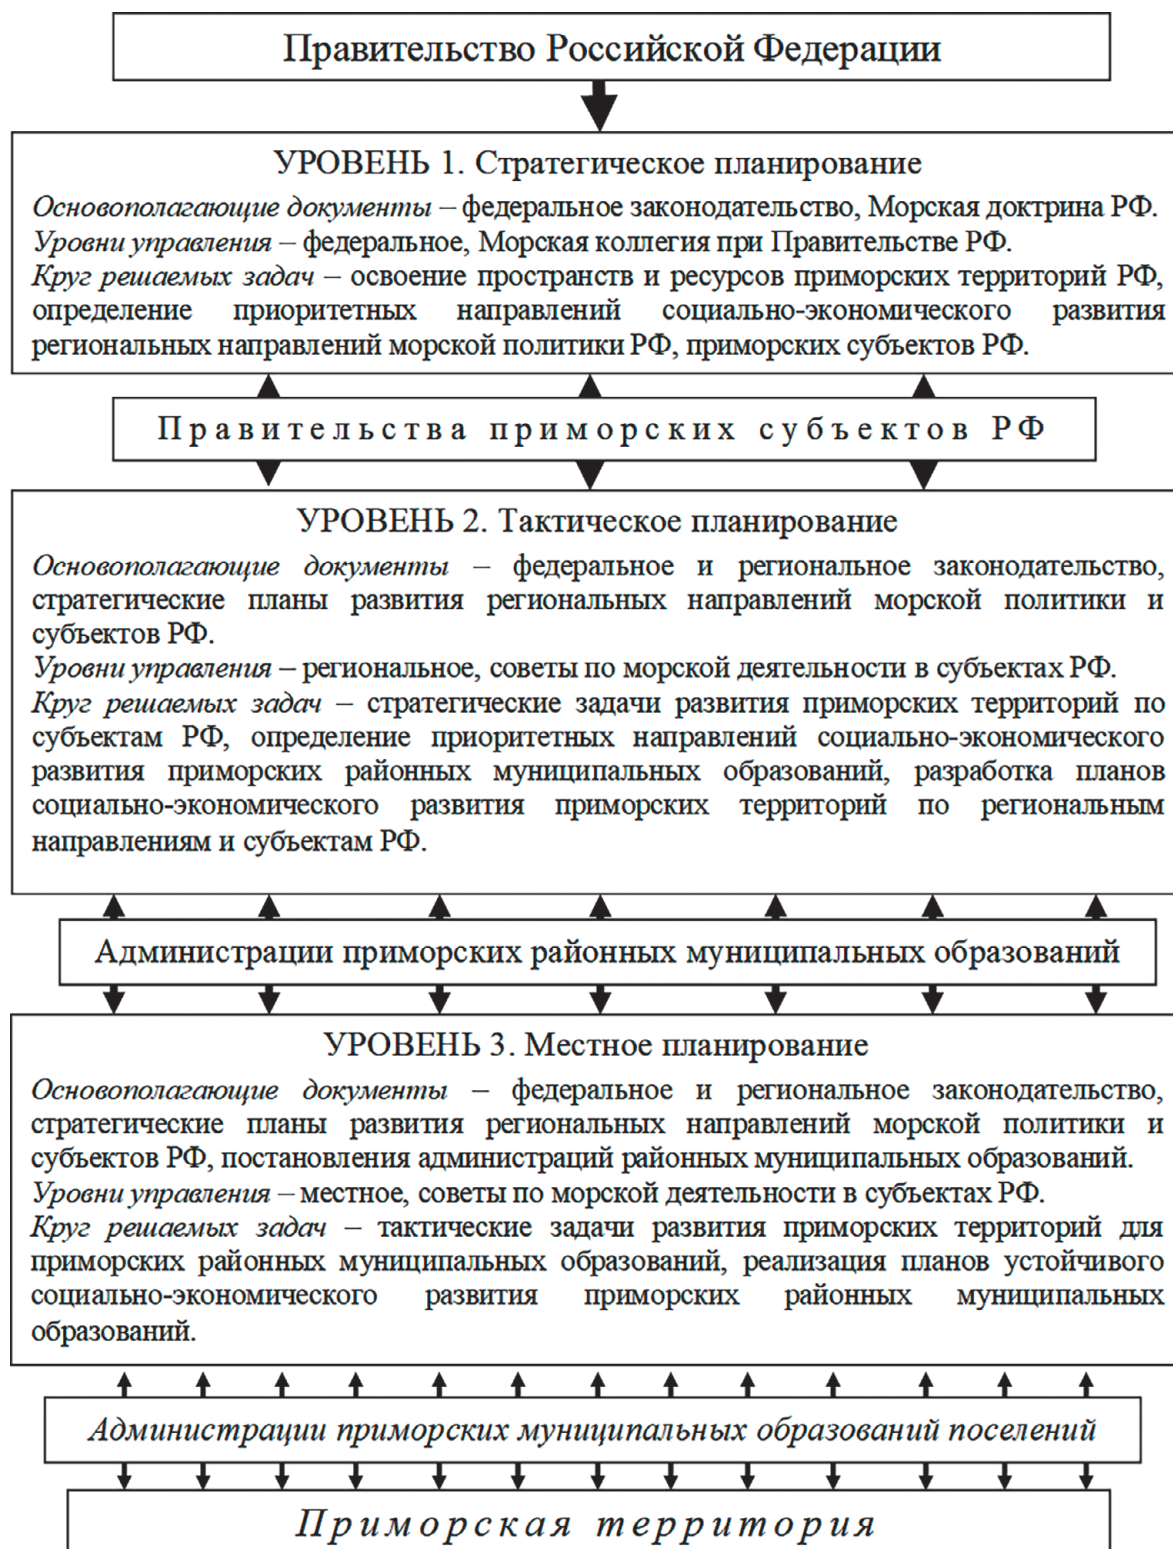 Правительство Российской Федерации
УРОВЕНЬ 1. Стратегическое планирование
Основополагающие документы – федеральное законодательство, Морская доктрина РФ.
Уровни управления – федеральное, Морская коллегия при Правительстве РФ.
Круг решаемых задач – освоение пространств и ресурсов приморских территорий РФ,
определение приоритетных направлений социально-экономического развития
региональных направлений морской политики РФ, приморских субъектов РФ.
Правительства приморских субъектов РФ
УРОВЕНЬ 2. Тактическое планирование
Основополагающие документы – федеральное и региональное законодательство,
стратегические планы развития региональных направлений морской политики и
субъектов РФ.
Уровни управления – региональное, советы по морской деятельности в субъектах РФ.
Круг решаемых задач – стратегические задачи развития приморских территорий по
субъектам РФ, определение приоритетных направлений социально-экономического
развития приморских районных муниципальных образований, разработка планов
социально-экономического развития приморских территорий по региональным
направлениям и субъектам РФ.
Администрации приморских районных муниципальных образований
УРОВЕНЬ 3. Местное планирование
Основополагающие документы – федеральное и региональное законодательство,
стратегические планы развития региональных направлений морской политики и
субъектов РФ, постановления администраций районных муниципальных образований.
Уровни управления – местное, советы по морской деятельности в субъектах РФ.
Круг решаемых задач – тактические задачи развития приморских территорий для
приморских районных муниципальных образований, реализация планов устойчивого
социально-экономического развития приморских районных муниципальных
образований.
Администрации приморских муниципальных образований поселений
Приморская территория